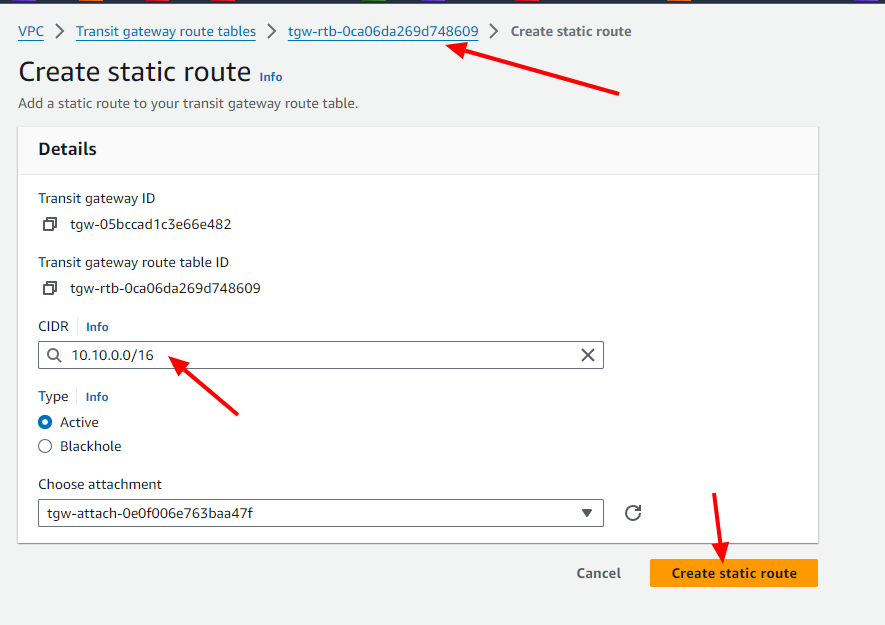 VPC > Transit gateway route tables > tgw-rtb-0ca06da269d748609 > Create static route
Create static route Info
Add a static route to your transit gateway route table.
Details
Transit gateway ID
tgw-05bccad1c3e66e482
Transit gateway route table ID
tgw-rtb-0ca06da269d748609
CIDR Info
10.10.0.0/16
Type Info
Active
Blackhole
Choose attachment
tgw-attach-0e0f006e763baa47f
Cancel Create static route